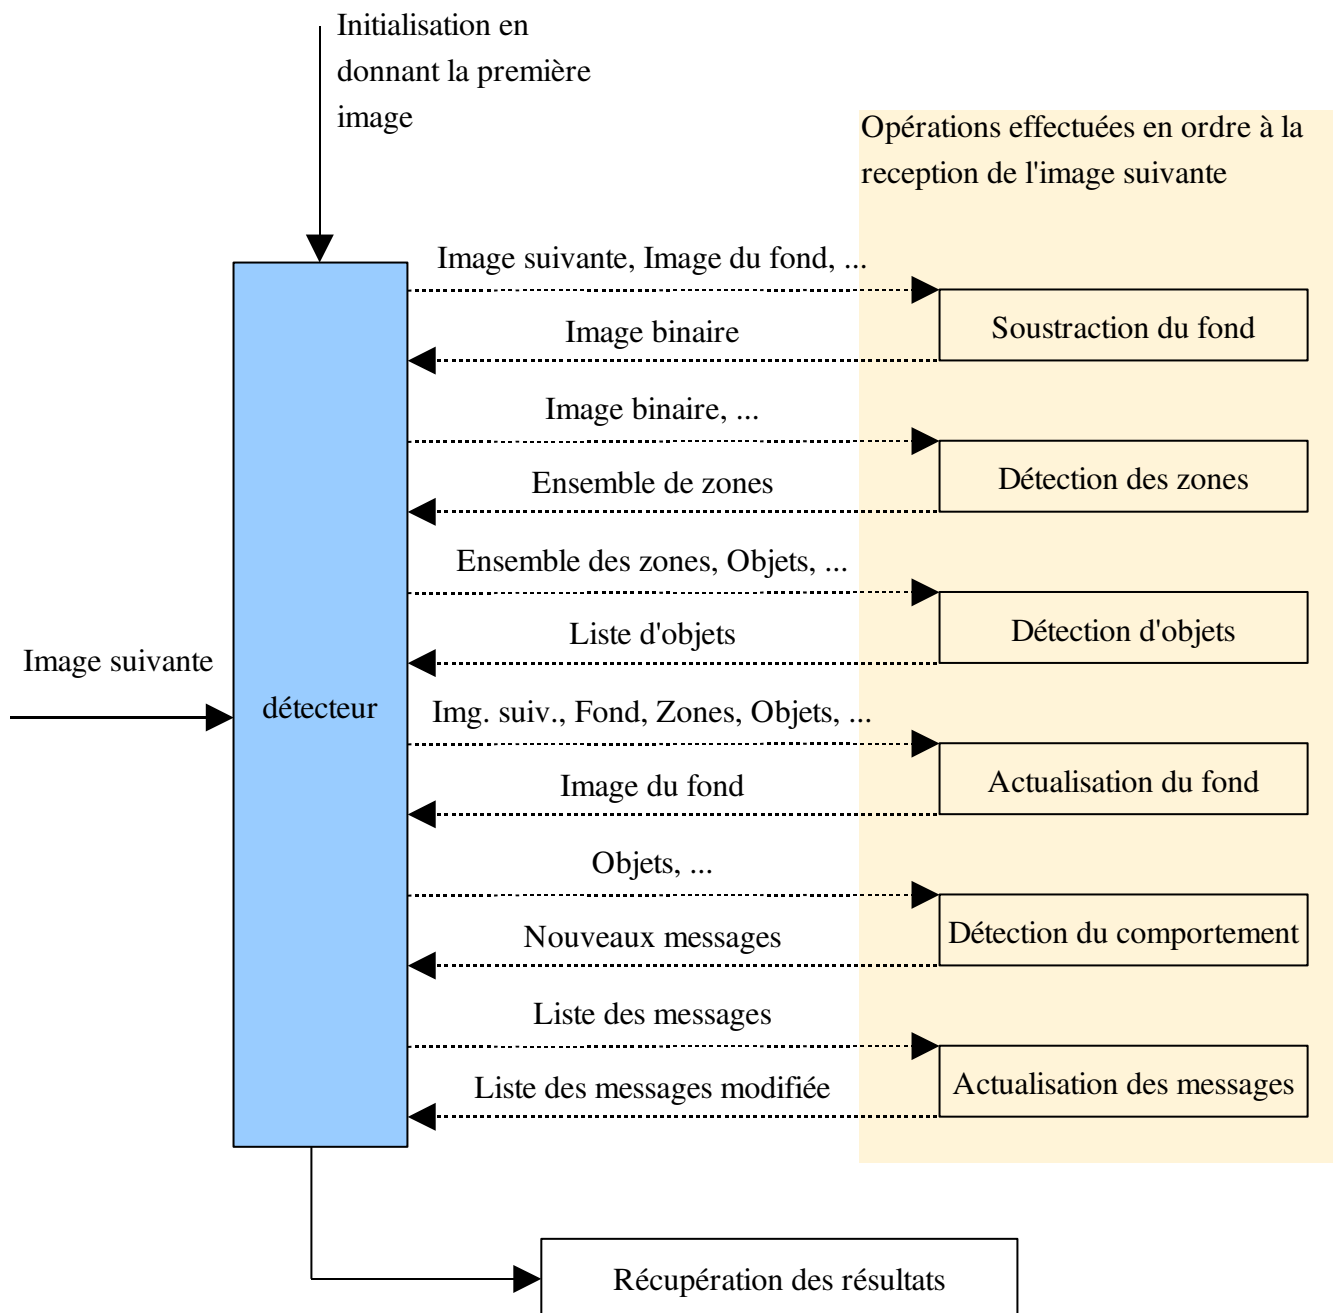 Initialisation en
donnant la première
image
Opérations effectuées en ordre à la
reception de l'image suivante
Image suivante, Image du fond, ...
Soustraction du fond
Image binaire
Image binaire, ...
Détéction des zones
Ensemble de zones
Ensemble des zones, Objets, ...
Détéction d'objets
Liste d'objets
Image suivante
détecteur
Img. suiv., Fond, Zones, Objets, ...
Actualisation du fond
Image du fond
Objets, ...
Détéction du comportement
Nouveaux messages
Liste des messages
Actualisation des messages
Liste des messages modifiée
Récupération des résultats